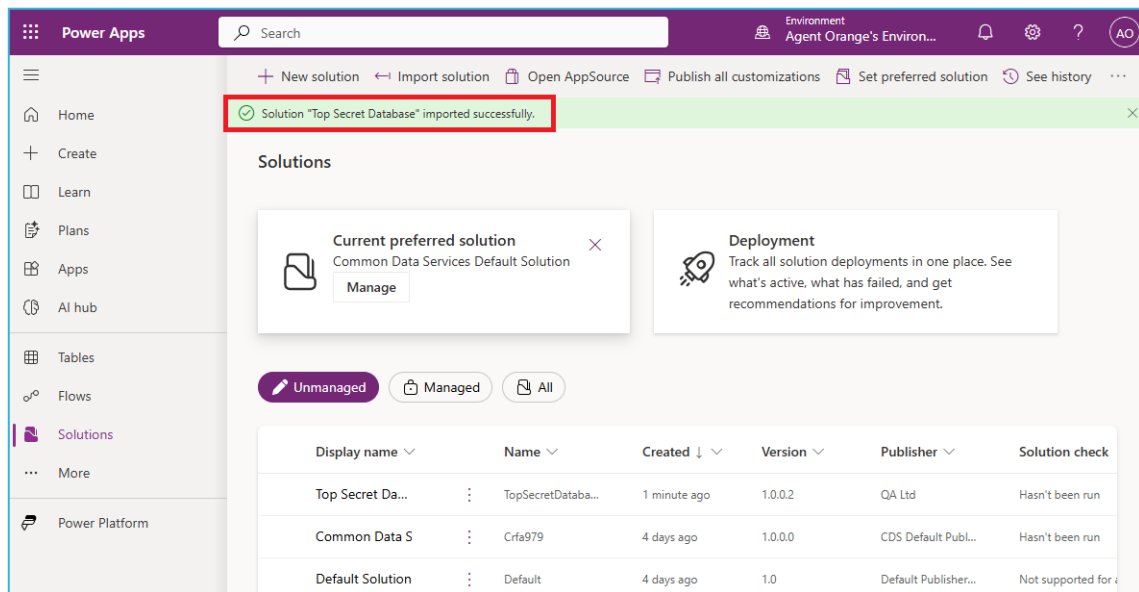 Power Apps
Search
Environment
Agent Orange's Environ...
?
AO
New solution
Import solution
Open AppSource
Publish all customizations
Set preferred solution
See history
...
Solution "Top Secret Database" imported successfully.
Home
Create
Learn
Plans
Apps
AI hub
Tables
Flows
Solutions
More
Power Platform
Solutions
Current preferred solution
Common Data Services Default Solution
Manage
Deployment
Track all solution deployments in one place. See
what's active, what has failed, and get
recommendations for improvement.
Unmanaged
Managed
All
Display name Name Created ↓ Version Publisher Solution check
Top Secret Da... TopSecretDataba... 1 minute ago 1.0.0.2 QA Ltd Hasn't been run
Common Data S Crfa979 4 days ago 1.0.0.0 CDS Default Publ... Hasn't been run
Default Solution Default 4 days ago 1.0 Default Publisher... Not supported for